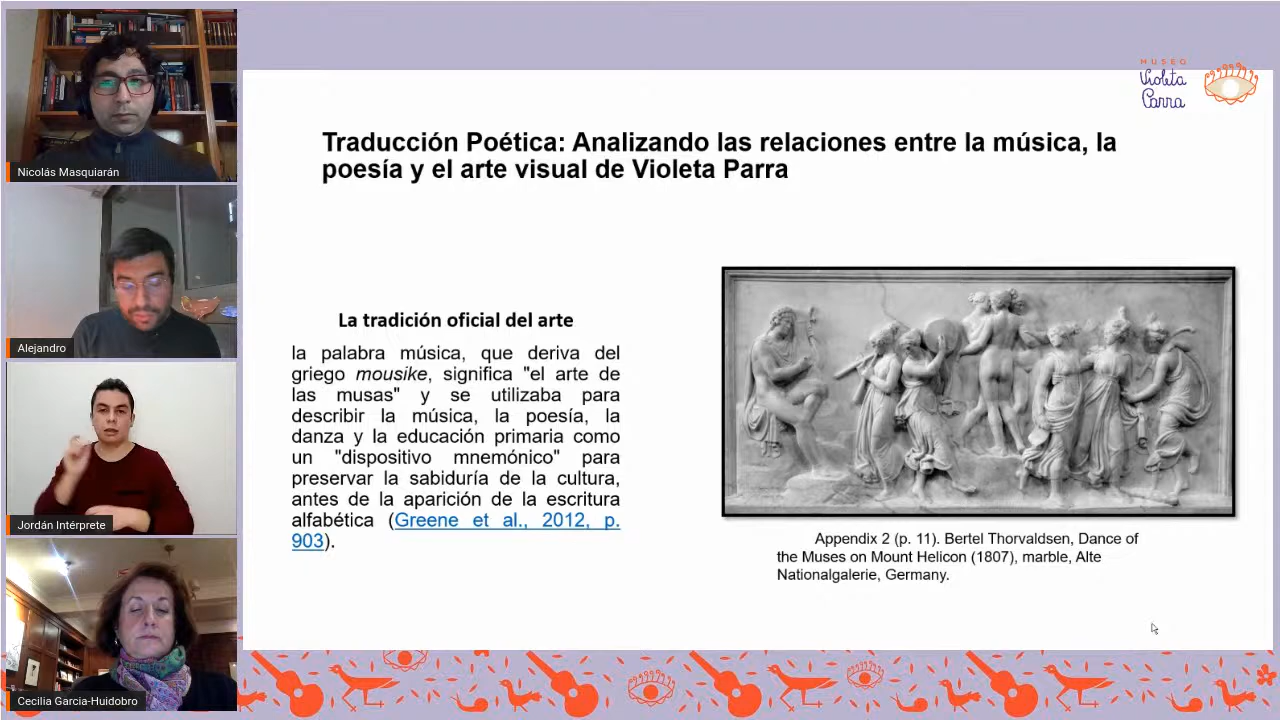 MUSEO
Violeta
Parra
Traducción Poética: Analizando las relaciones entre la música, la
poesía y el arte visual de Violeta Parra
Nicolás Masquiarán
Alejandro
Jordán Intérprete
Cecilia Garcia-Huidobro
La tradición oficial del arte
la palabra música, que deriva del
griego mousike, significa "el arte de
las musas" y se utilizaba para
describir la música, la poesía, la
danza y la educación primaria como
un "dispositivo mnemónico" para
preservar la sabiduría de la cultura,
antes de la aparición de la escritura
alfabética (Greene et al., 2012, p.
903).
Appendix 2 (p. 11). Bertel Thorvaldsen, Dance of
the Muses on Mount Helicon (1807), marble, Alte
Nationalgalerie, Germany.